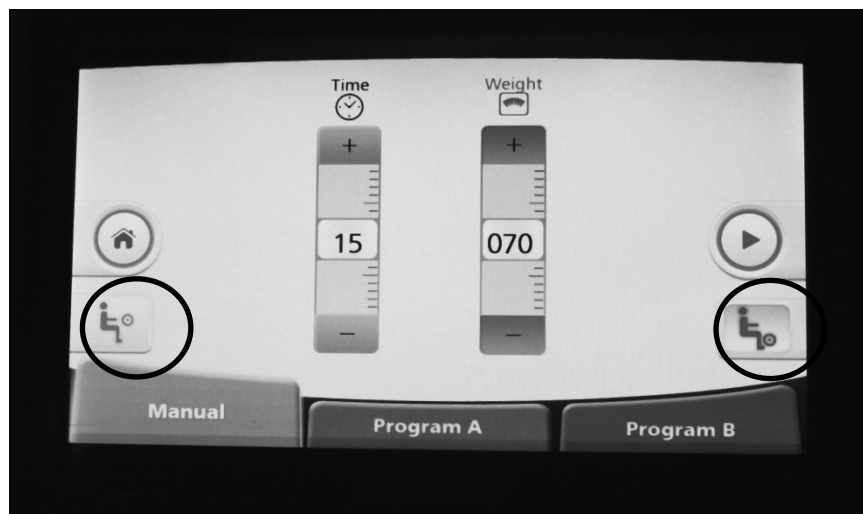 Time
Weight
+
+
15
070
–
–
Manual
Program A
Program B